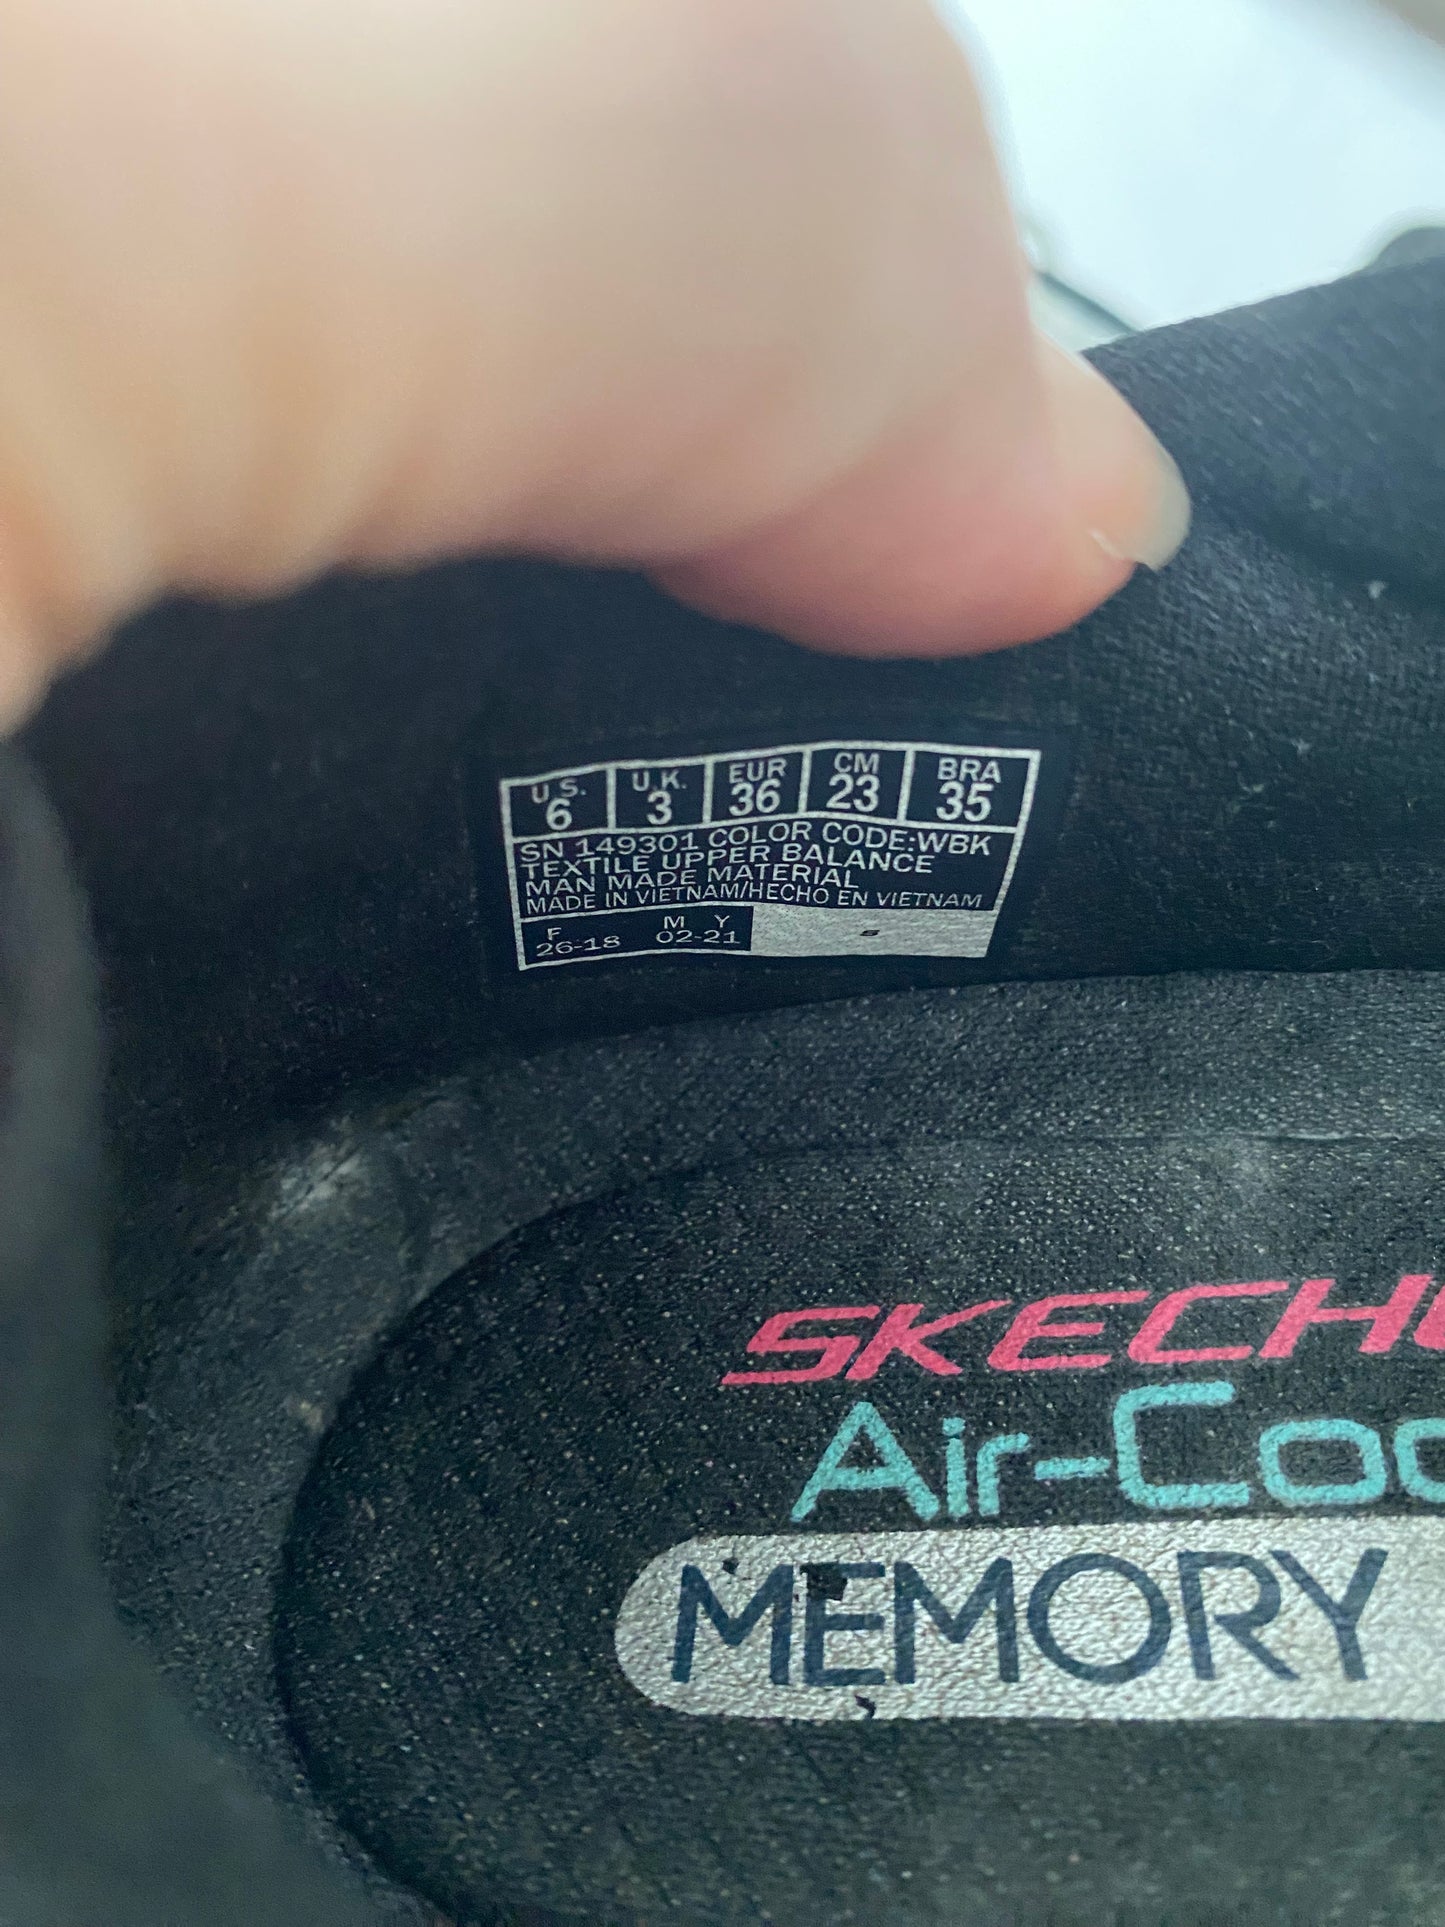 U.S. U.K. EUR CM BRA
6 3 36 23 35
SN 149301 COLOR CODE:WBK
TEXTILE UPPER BALANCE
MAN MADE MATERIAL
MADE IN VIETNAM/HECHO EN VIETNAM
F M Y
26-18 02-21
SKECH
Air-Coo
MEMORY